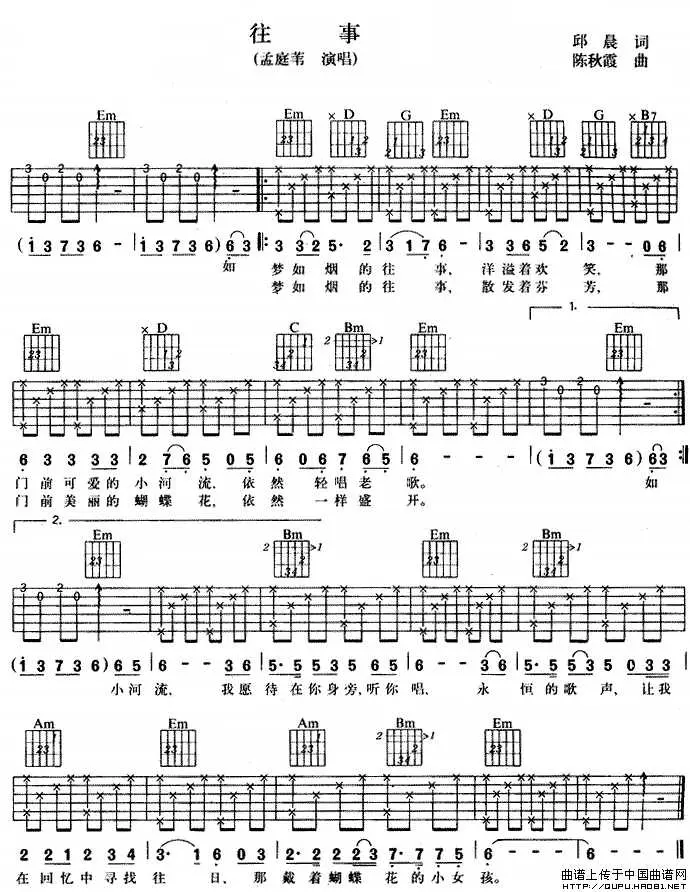 往 事
(孟庭苇 演唱)
邱 晨 词
陈秋霞 曲
Em Em D G Em D G B7
(i 3 7 3 6 - | i 3 7 3 6) 6 3 |: 3 3 2 5· 2 | 3 1 7 6 - | 3 3 6 5 2 | 3 - 0 6 |
如 梦如 烟 的 往 事, 洋溢着欢 笑, 那
梦如 烟 的 往 事, 散发着芬 芳, 那
1.
Em D C Bm Em
6 3 3 3 3 3 | 2 7 6 5 0 5 | 6 0 6 7 6 5 | 6 - - | (i 3 7 3 6) 6 3 :|
门 前 可 爱 的 小 河 流, 依 然 轻 唱 老 歌。 如
门 前 美 丽 的 蝴 蝶 花, 依 然 一 样 盛 开。
2.
Em Bm Em Bm
(i 3 7 3 6) 6 5 | 6 - 3 6 | 5· 5 3 5 6 5 | 6 - 3 6 | 5· 5 3 5 0 3 3 |
小河 流, 我愿 待 在你身旁,听你 唱, 永 恒 的歌 声,让我
Am Em Am Bm Em
2 2 1 2 3 4 | 3· 1 6 0 3 | 2· 2 2 2 3 | 7· 5 7 5 | 6 - - | 6 - - |
在 回忆中寻找 往 日, 那 戴 着蝴蝶 花 的小女 孩。
曲谱上传于中国曲谱网
HTTP://QUPU.HAO81.NET